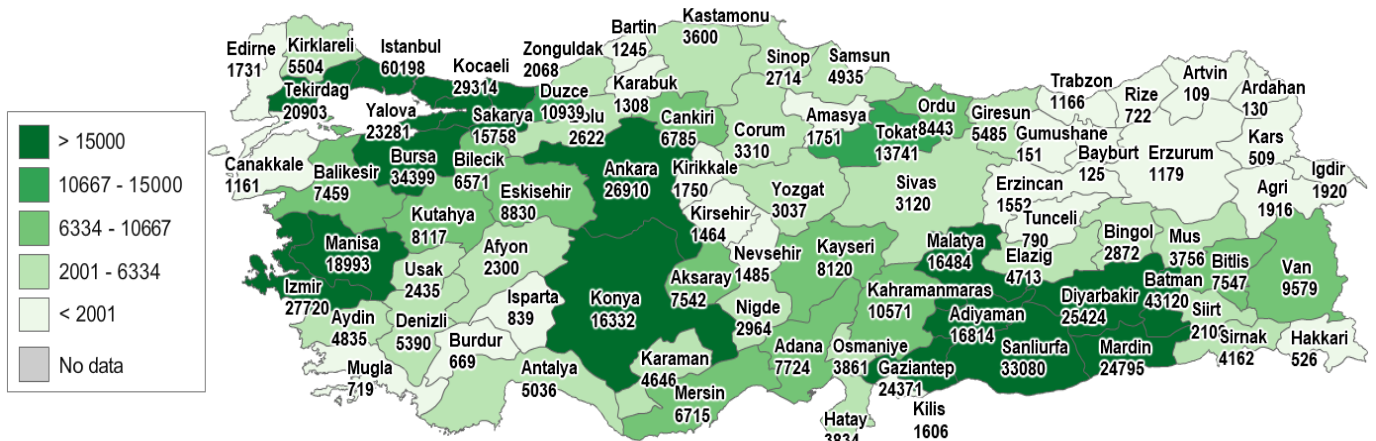 > 15000
10667 - 15000
6334 - 10667
2001 - 6334
< 2001
No data
Edirne
1731
Kirklareli
5504
Tekirdag
20903
Istanbul
60198
Kocaeli
29314
Yalova
23281
Sakarya
15758
Zonguldak
2068
Duzce
10939
olu
2622
Bartin
1245
Karabuk
1308
Kastamonu
3600
Cankiri
6785
Sinop
2714
Samsun
4935
Corum
3310
Amasya
1751
Tokat
13741
Ordu
8443
Giresun
5485
Gumushane
151
Trabzon
1166
Rize
722
Artvin
109
Ardahan
130
Kars
509
Igdir
1920
Bayburt
125
Erzurum
1179
Agri
1916
Erzincan
1552
Tunceli
790
Canakkale
1161
Balikesir
7459
Bursa
34399
Bilecik
6571
Eskisehir
8830
Kutahya
8117
Ankara
26910
Kirikkale
1750
Kirsehir
1464
Yozgat
3037
Sivas
3120
Manisa
18993
Izmir
27720
Usak
2435
Afyon
2300
Aydin
4835
Denizli
5390
Mugla
719
Burdur
669
Isparta
839
Antalya
5036
Konya
16332
Aksaray
7542
Nevsehir
1485
Nigde
2964
Kayseri
8120
Karaman
4646
Mersin
6715
Adana
7724
Osmaniye
3861
Hatay
3834
Kahramanmaras
10571
Malatya
16484
Elazig
4713
Bingol
2872
Mus
3756
Bitlis
7547
Van
9579
Adiyaman
16814
Gaziantep
24371
Kilis
1606
Sanliurfa
33080
Diyarbakir
25424
Batman
43120
Mardin
24795
Siirt
210
Sirnak
4162
Hakkari
526